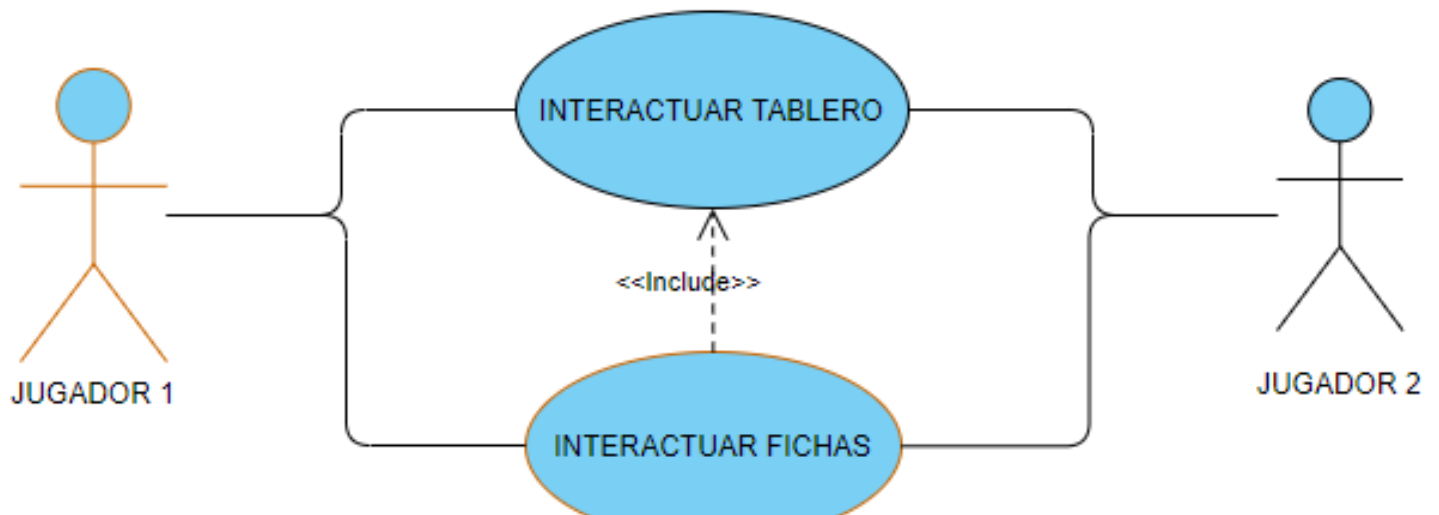 INTERACTUAR TABLERO
<<Include>>
JUGADOR 1
JUGADOR 2
INTERACTUAR FICHAS